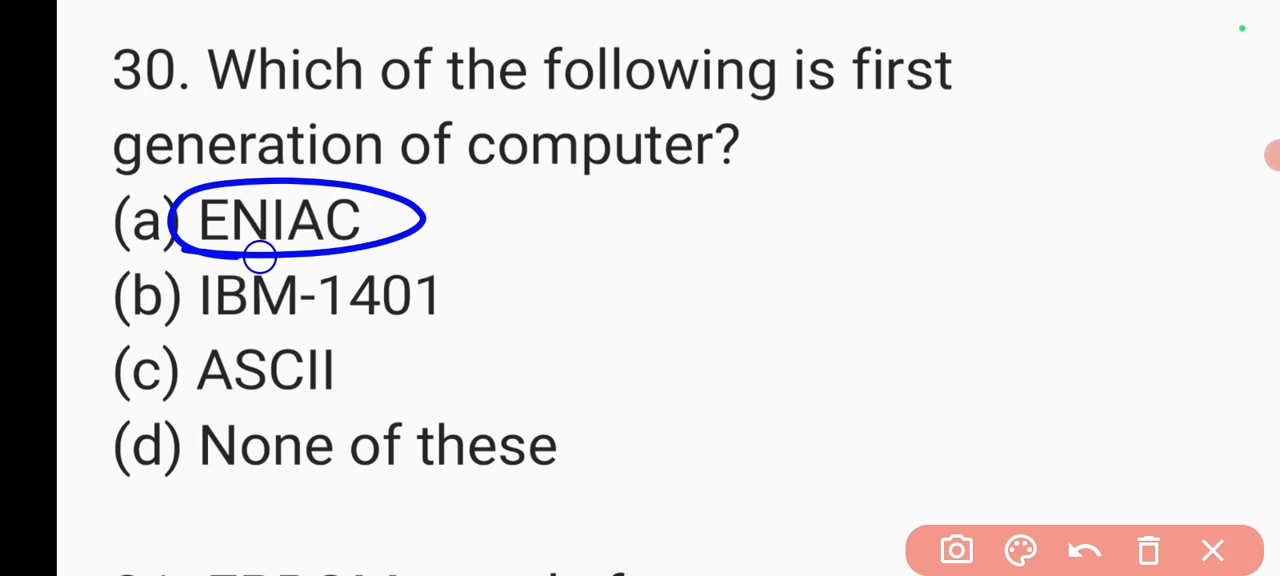 30. Which of the following is first
generation of computer?
(a) ENIAC
(b) IBM-1401
(c) ASCII
(d) None of these